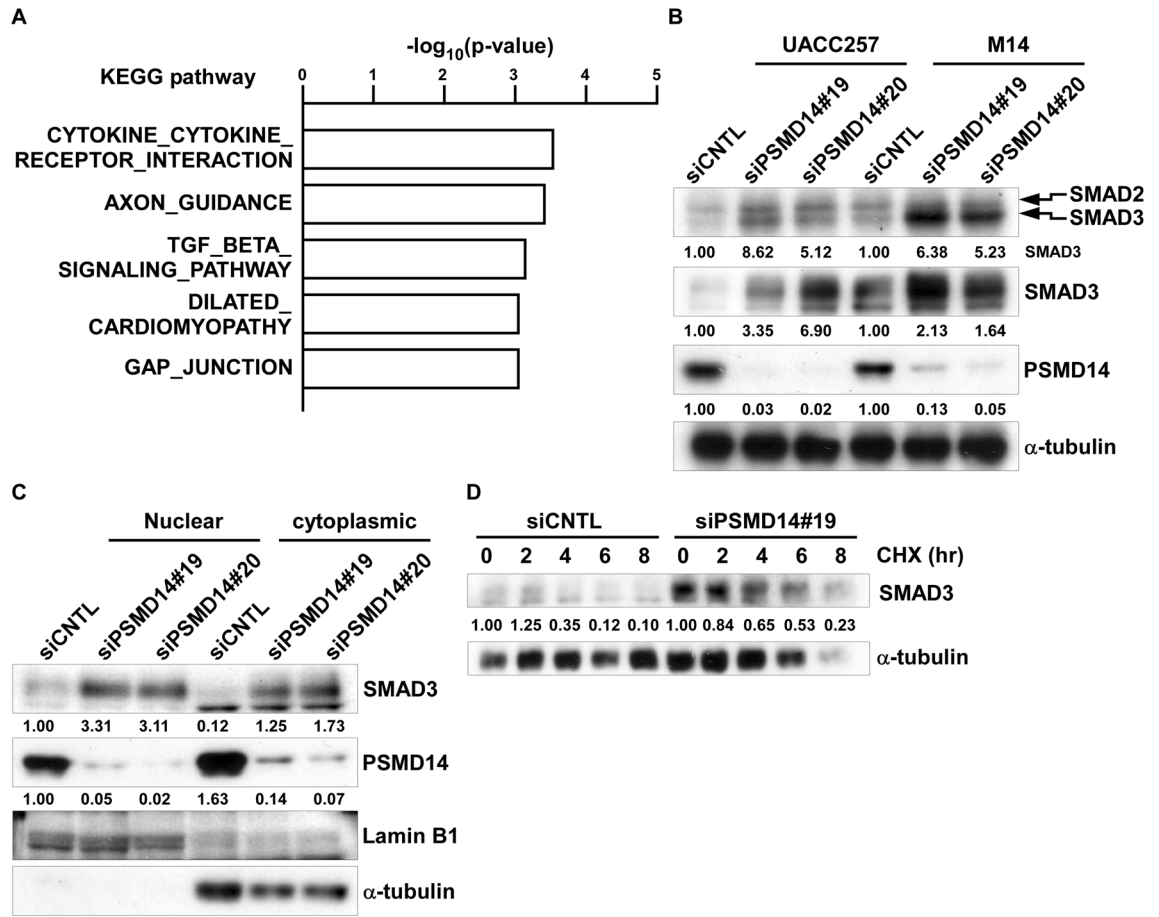 A
-log10(p-value)
KEGG pathway
0 1 2 3 4 5
CYTOKINE_CYTOKINE_
RECEPTOR_INTERACTION
AXON_GUIDANCE
TGF_BETA_
SIGNALING_PATHWAY
DILATED_
CARDIOMYOPATHY
GAP_JUNCTION
B
UACC257 M14
siCNTL siPSMD14#19 siPSMD14#20 siCNTL siPSMD14#19 siPSMD14#20
SMAD2
SMAD3
1.00 8.62 5.12 1.00 6.38 5.23 SMAD3
SMAD3
1.00 3.35 6.90 1.00 2.13 1.64
PSMD14
1.00 0.03 0.02 1.00 0.13 0.05
α-tubulin
C
Nuclear cytoplasmic
siCNTL siPSMD14#19 siPSMD14#20 siCNTL siPSMD14#19 siPSMD14#20
SMAD3
1.00 3.31 3.11 0.12 1.25 1.73
PSMD14
1.00 0.05 0.02 1.63 0.14 0.07
Lamin B1
α-tubulin
D
siCNTL siPSMD14#19
0 2 4 6 8 0 2 4 6 8 CHX (hr)
SMAD3
1.00 1.25 0.35 0.12 0.10 1.00 0.84 0.65 0.53 0.23
α-tubulin